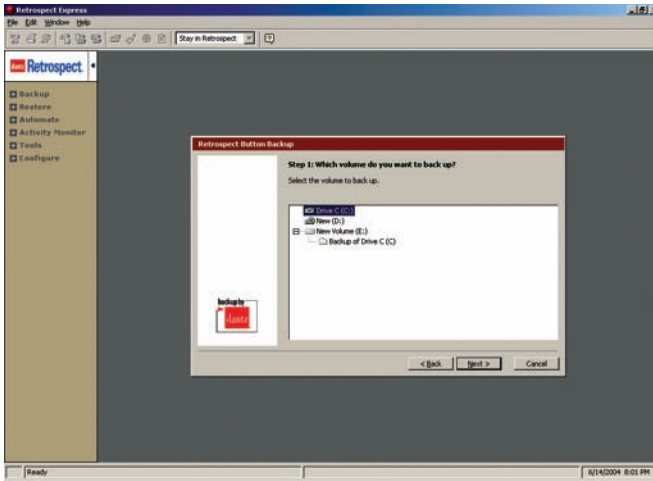 Retrospect Express
File Edit Window Help
Stay in Retrospect
dantz Retrospect
Backup
Restore
Automate
Activity Monitor
Tools
Configure
Retrospect Button Backup
Step 1: Which volume do you want to back up?
Select the volume to back up.
Drive C (C:)
New (D:)
New Volume (E:)
Backup of Drive C (C)
backup by
dantz
< Back Next > Cancel
Ready 6/14/2004 8:01 PM